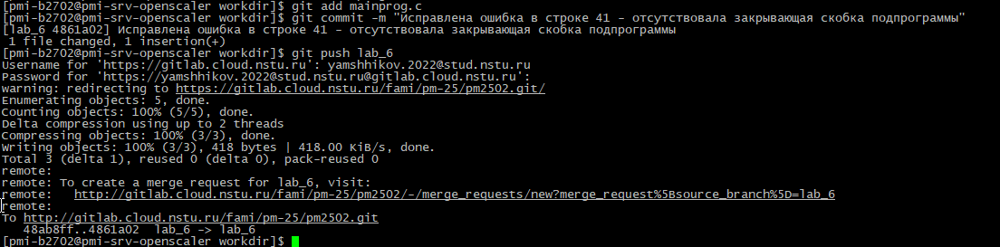 [pmi-b2702@pmi-srv-openscaler workdir]$ git add mainprog.c
[pmi-b2702@pmi-srv-openscaler workdir]$ git commit -m "Исправлена ошибка в строке 41 - отсутствовала закрывающая скобка подпрограммы"
[lab_6 4861a02] Исправлена ошибка в строке 41 - отсутствовала закрывающая скобка подпрограммы
 1 file changed, 1 insertion(+)
[pmi-b2702@pmi-srv-openscaler workdir]$ git push lab_6
Username for 'https://gitlab.cloud.nstu.ru': yamshhikov.2022@stud.nstu.ru
Password for 'https://yamshhikov.2022@stud.nstu.ru@gitlab.cloud.nstu.ru':
warning: redirecting to https://gitlab.cloud.nstu.ru/fami/pm-25/pm2502.git/
Enumerating objects: 5, done.
Counting objects: 100% (5/5), done.
Delta compression using up to 2 threads
Compressing objects: 100% (3/3), done.
Writing objects: 100% (3/3), 418 bytes | 418.00 KiB/s, done.
Total 3 (delta 1), reused 0 (delta 0), pack-reused 0
remote:
remote: To create a merge request for lab_6, visit:
remote:   http://gitlab.cloud.nstu.ru/fami/pm-25/pm2502/-/merge_requests/new?merge_request%5Bsource_branch%5D=lab_6
remote:
To http://gitlab.cloud.nstu.ru/fami/pm-25/pm2502.git
   48ab8ff..4861a02  lab_6 -> lab_6
[pmi-b2702@pmi-srv-openscaler workdir]$